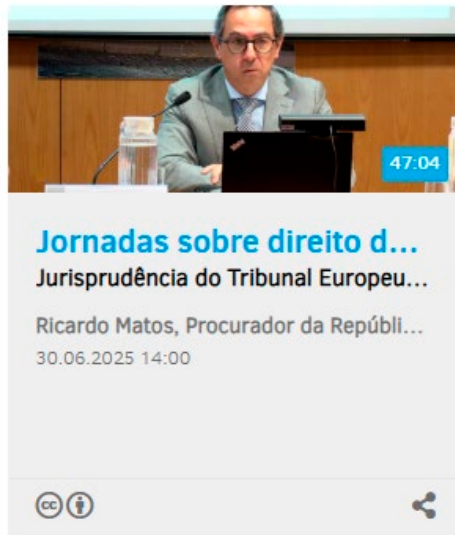 47:04
Jornadas sobre direito d...
Jurisprudência do Tribunal Europeu...
Ricardo Matos, Procurador da Repúbli...
30.06.2025 14:00
cc